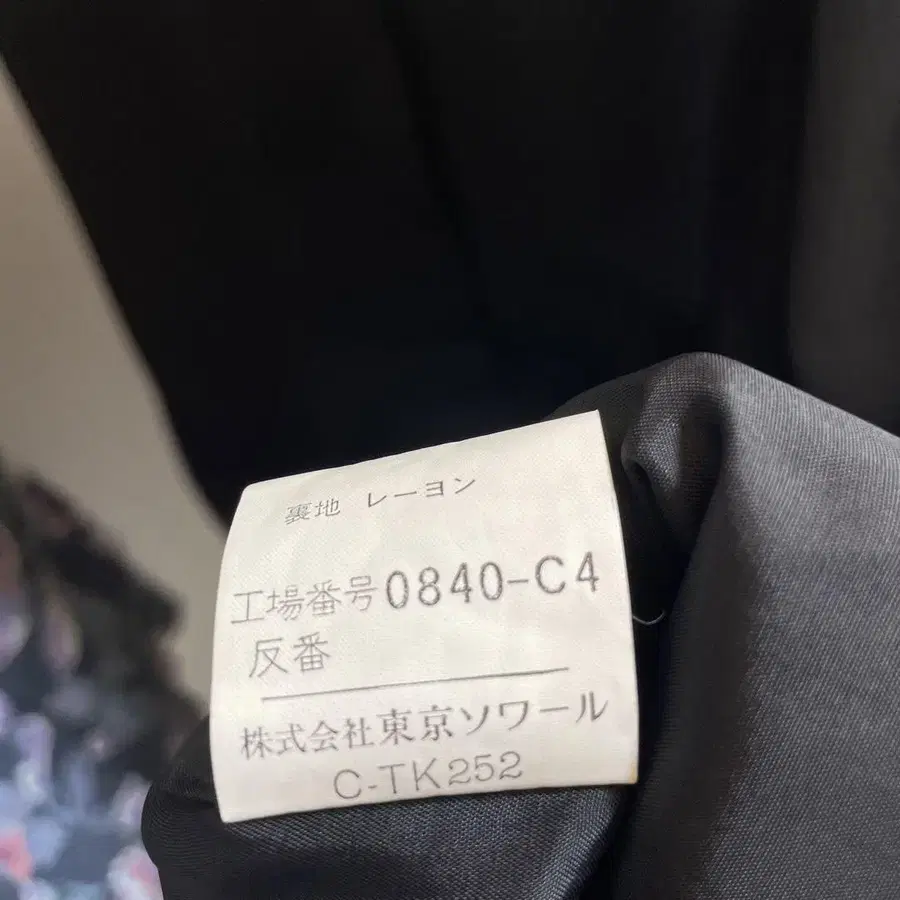 裏地 レーヨン
工場番号0840-C4
反番
株式会社東京ソワール
C-TK252